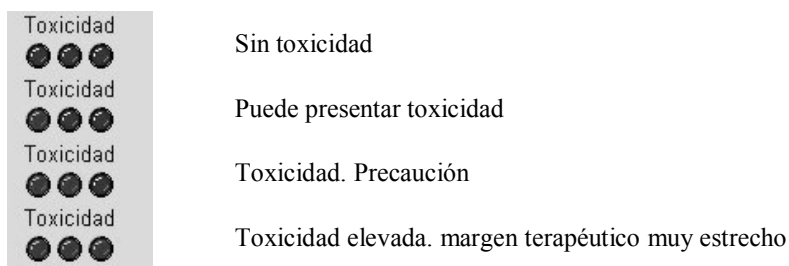 Toxicidad
Sin toxicidad
Toxicidad
Puede presentar toxicidad
Toxicidad
Toxicidad. Precaución
Toxicidad
Toxicidad elevada. margen terapéutico muy estrecho